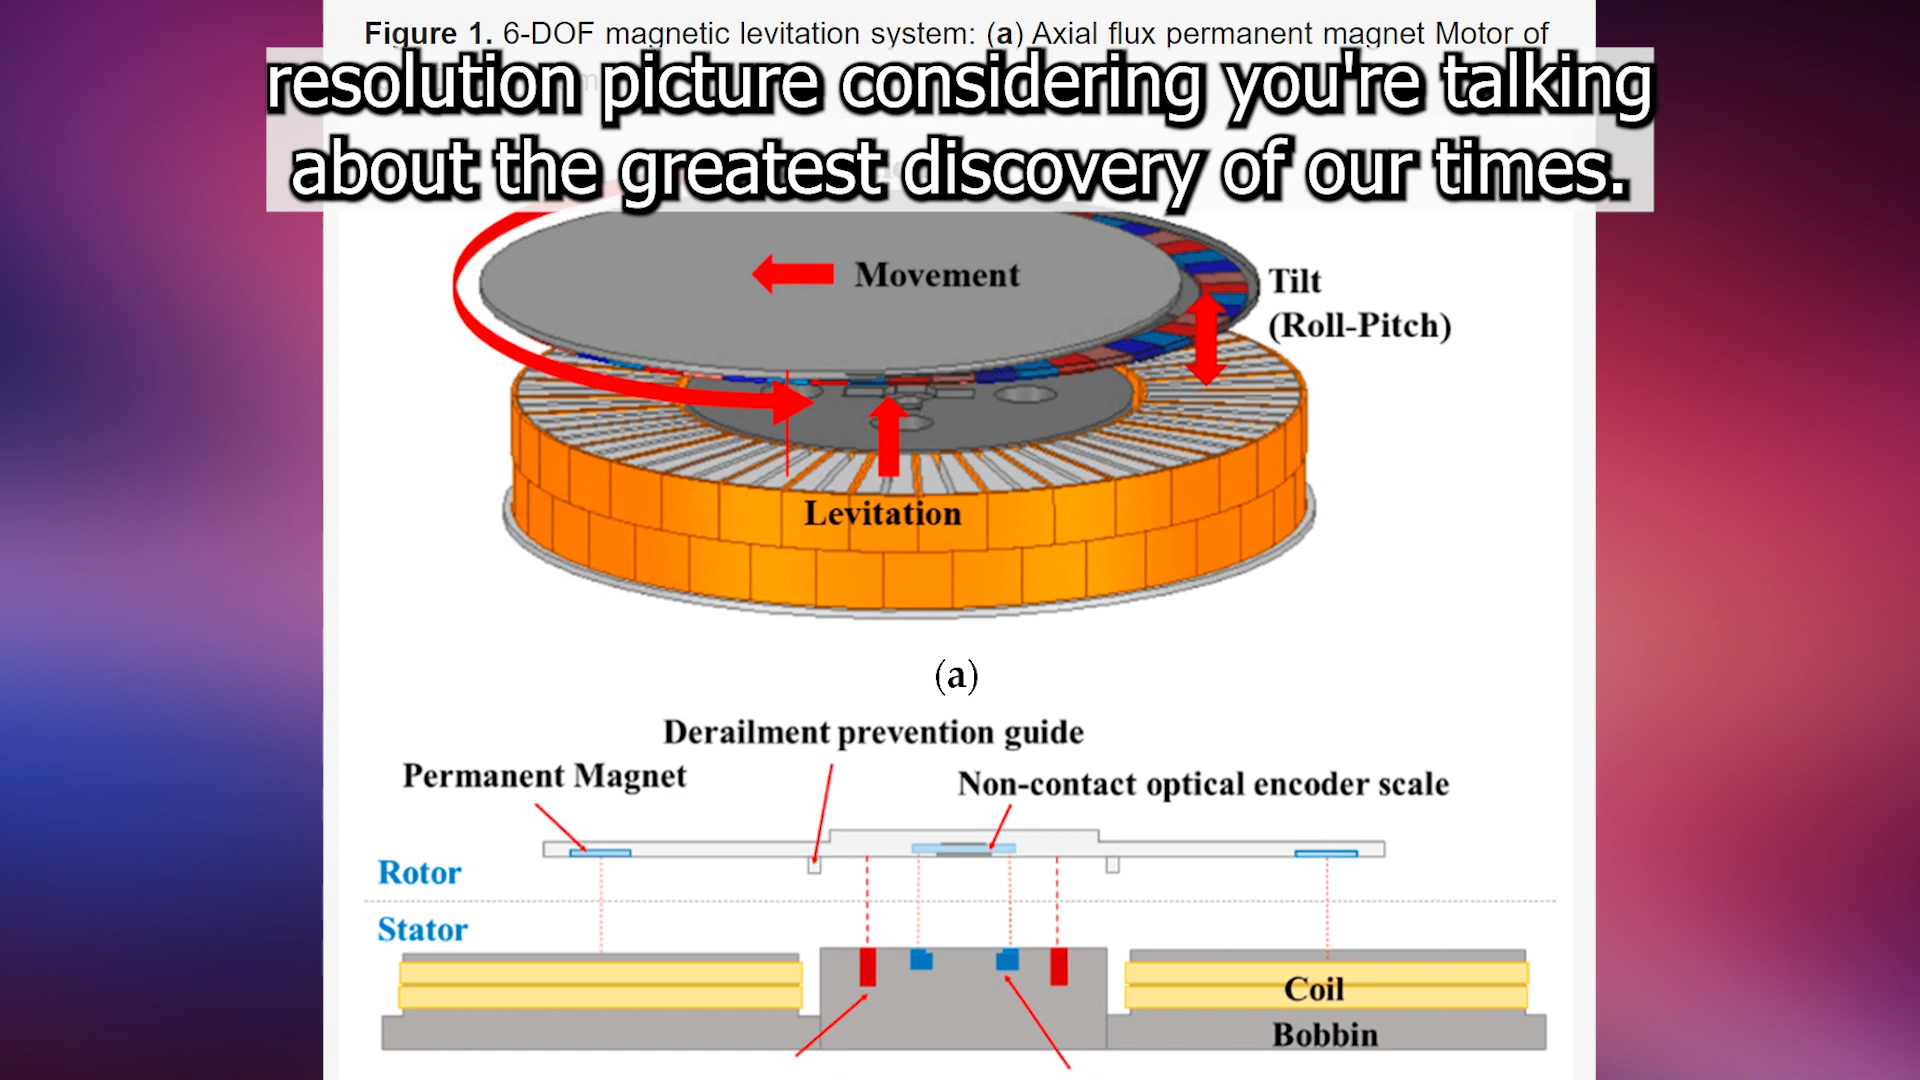 Figure 1. 6-DOF magnetic levitation system: (a) Axial flux permanent magnet Motor of
resolution picture considering you're talking
about the greatest discovery of our times.
Movement
Tilt
(Roll-Pitch)
Levitation
(a)
Derailment prevention guide
Permanent Magnet
Non-contact optical encoder scale
Rotor
Stator
Coil
Bobbin